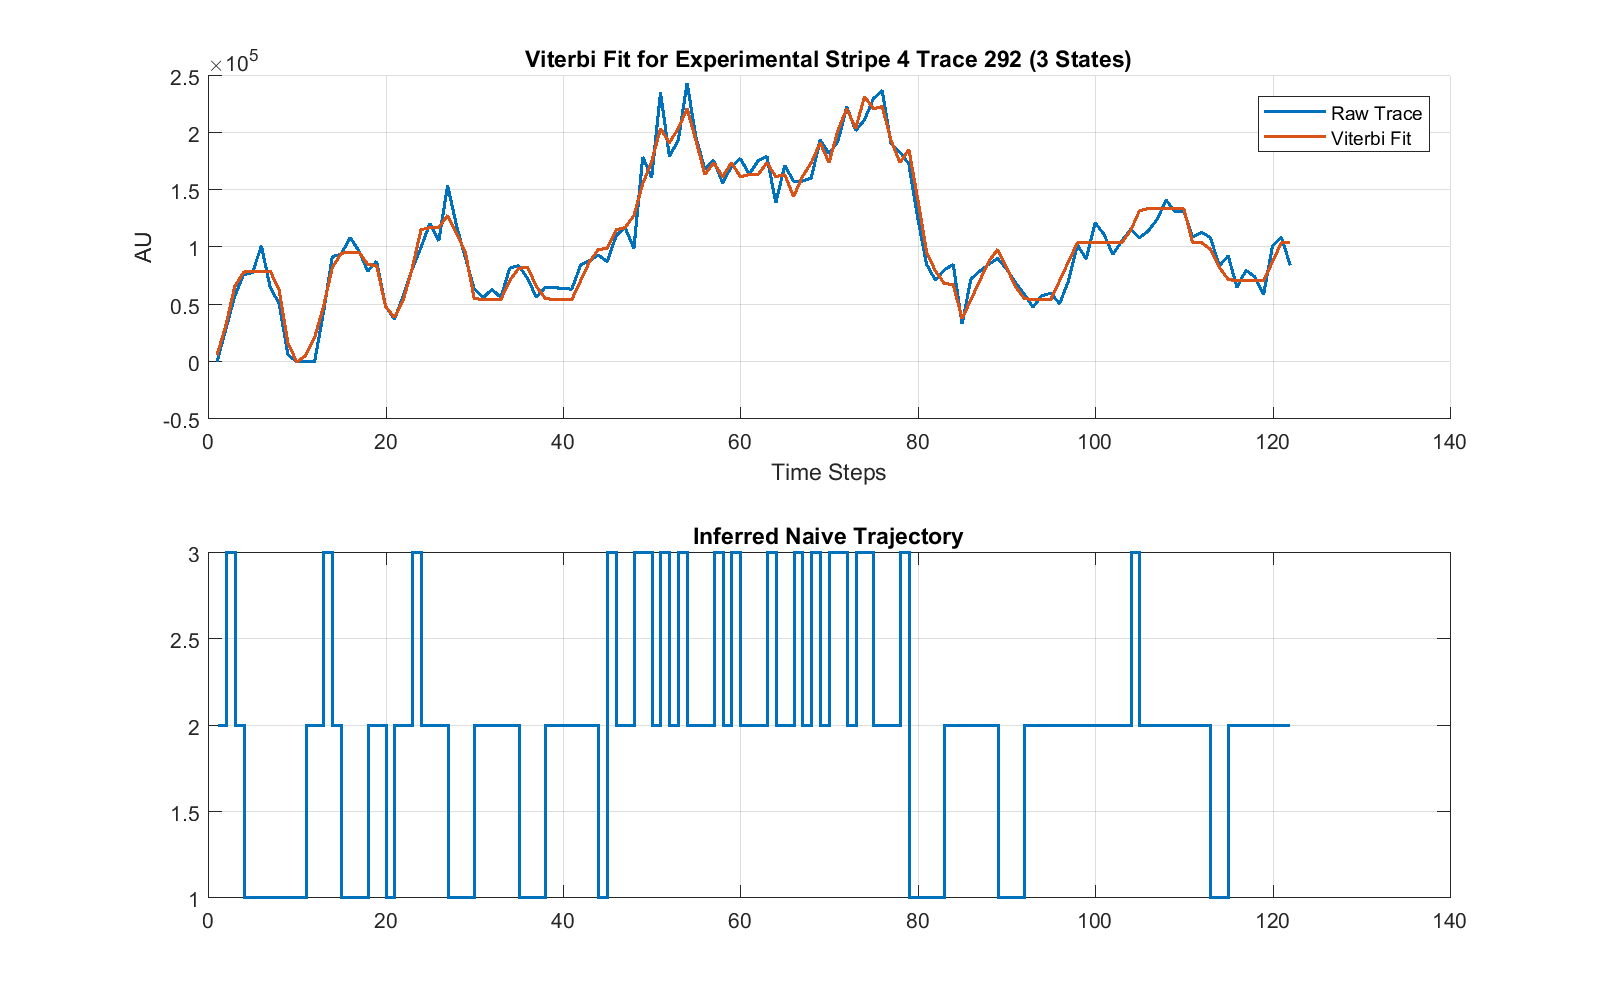 Viterbi Fit for Experimental Stripe 4 Trace 292 (3 States)
×10^5
2.5
2
1.5
1
0.5
0
-0.5
AU
Raw Trace
Viterbi Fit
0 20 40 60 80 100 120 140
Time Steps
Inferred Naive Trajectory
3
2.5
2
1.5
1
0 20 40 60 80 100 120 140